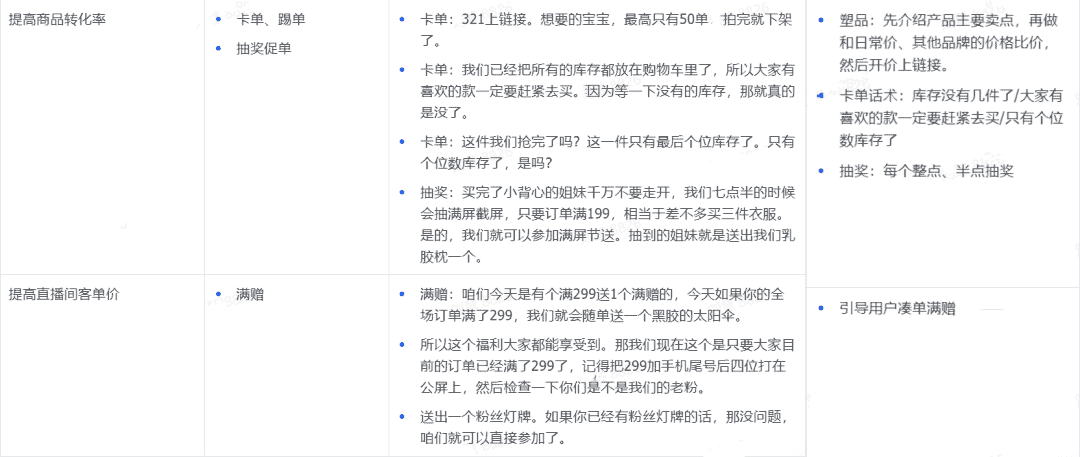 提高商品转化率
卡单、踢单
抽奖促单
卡单：321上链接。想要的宝宝，最高只有50单 拍完就下架
了。
卡单：我们已经把所有的库存都放在购物车里了，所以大家有
喜欢的款一定要赶紧去买。因为等一下没有的库存，那就真的
是没了。
卡单：这件我们抢完了吗？这一件只有最后个位库存了。只有
个位数库存了，是吗？
抽奖：买完了小背心的姐妹千万不要走开，我们七点半的时候
会抽满屏截屏，只要订单满199，相当于差不多买三件衣服。
是的，我们就可以参加满屏节送。抽到的姐妹就是送出我们乳
胶枕一个。
塑品：先介绍产品主要卖点，再做
和日常价、其他品牌的价格比价，
然后开价上链接。
卡单话术：库存没有几件了/大家有
喜欢的款一定要赶紧去买/只有个位
数库存了
抽奖：每个整点、半点抽奖
提高直播间客单价
满赠
满赠：咱们今天是有个满299送1个满赠的，今天如果你的全
场订单满了299，我们就会随单送一个黑胶的太阳伞。
所以这个福利大家都能享受到。那我们现在这个是只要大家目
前的订单已经满了299了，记得把299加手机尾号后四位打在
公屏上，然后检查一下你们是不是我们的老粉。
送出一个粉丝灯牌。如果你已经有粉丝灯牌的话，那没问题，
咱们就可以直接参加了。
引导用户凑单满赠